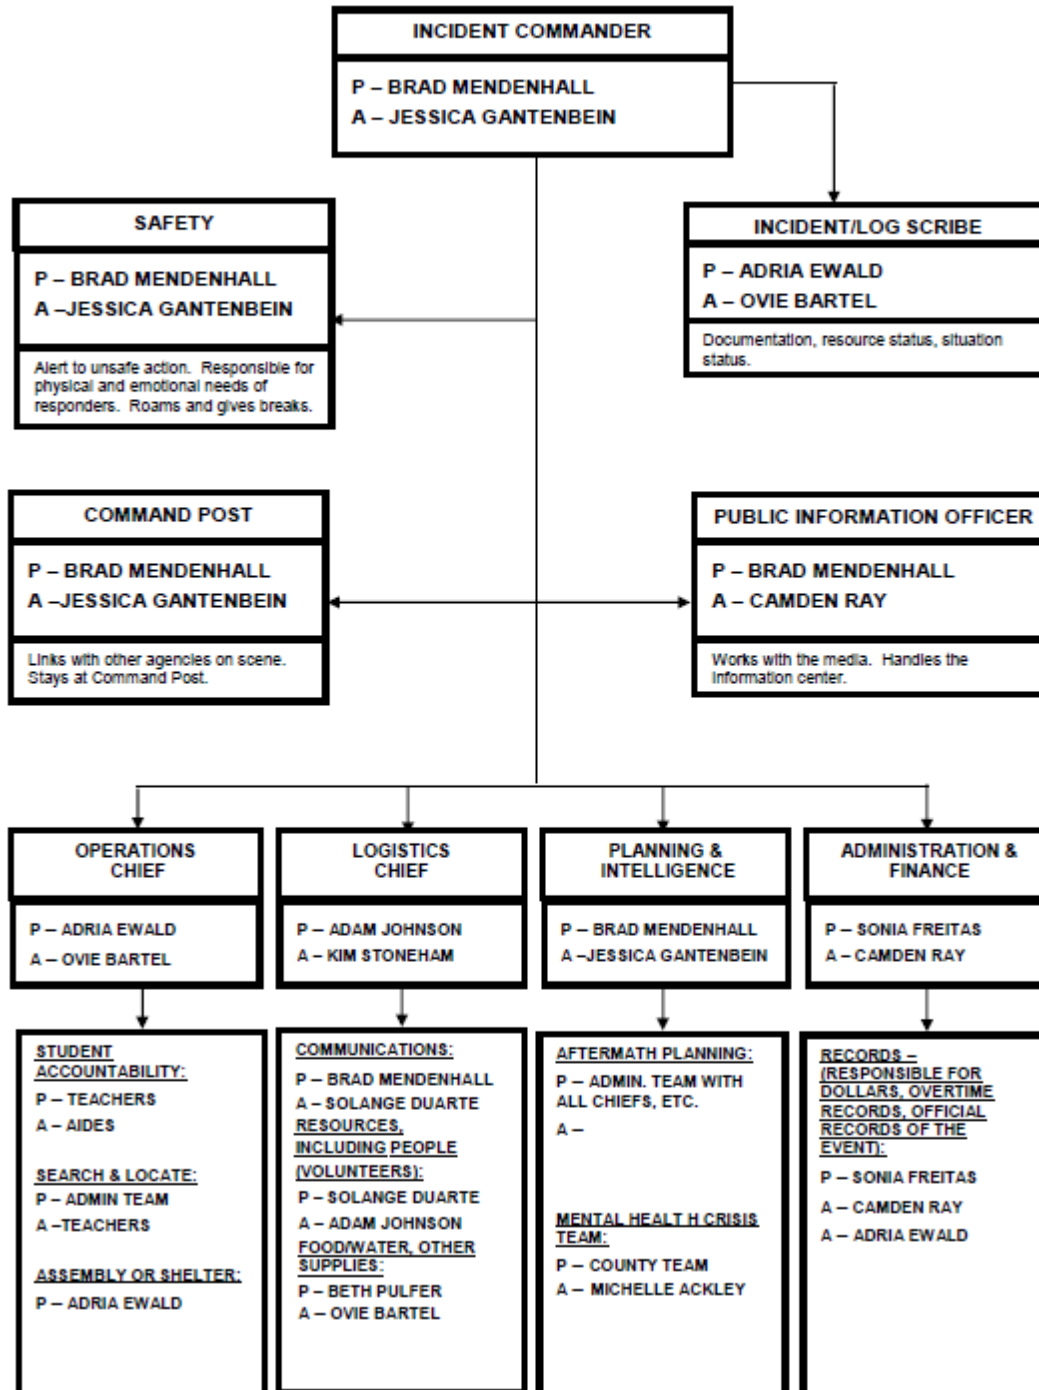 INCIDENT COMMANDER
P – BRAD MENDENHALL
A – JESSICA GANTENBEIN
SAFETY
P – BRAD MENDENHALL
A –JESSICA GANTENBEIN
Alert to unsafe action. Responsible for
physical and emotional needs of
responders. Roams and gives breaks.
INCIDENT/LOG SCRIBE
P – ADRIA EWALD
A – OVIE BARTEL
Documentation, resource status, situation
status.
COMMAND POST
P – BRAD MENDENHALL
A –JESSICA GANTENBEIN
Links with other agencies on scene.
Stays at Command Post.
PUBLIC INFORMATION OFFICER
P – BRAD MENDENHALL
A – CAMDEN RAY
Works with the media. Handles the
information center.
OPERATIONS
CHIEF
P – ADRIA EWALD
A – OVIE BARTEL
LOGISTICS
CHIEF
P – ADAM JOHNSON
A – KIM STONEHAM
PLANNING &
INTELLIGENCE
P – BRAD MENDENHALL
A –JESSICA GANTENBEIN
ADMINISTRATION &
FINANCE
P – SONIA FREITAS
A – CAMDEN RAY
STUDENT
ACCOUNTABILITY:
P – TEACHERS
A – AIDES
SEARCH & LOCATE:
P – ADMIN TEAM
A –TEACHERS
ASSEMBLY OR SHELTER:
P – ADRIA EWALD
COMMUNICATIONS:
P – BRAD MENDENHALL
A – SOLANGE DUARTE
RESOURCES,
INCLUDING PEOPLE
(VOLUNTEERS):
P – SOLANGE DUARTE
A – ADAM JOHNSON
FOOD/WATER, OTHER
SUPPLIES:
P – BETH PULFER
A – OVIE BARTEL
AFTERMATH PLANNING:
P – ADMIN. TEAM WITH
ALL CHIEFS, ETC.
A –
MENTAL HEALT H CRISIS
TEAM:
P – COUNTY TEAM
A – MICHELLE ACKLEY
RECORDS –
(RESPONSIBLE FOR
DOLLARS, OVERTIME
RECORDS, OFFICIAL
RECORDS OF THE
EVENT):
P – SONIA FREITAS
A – CAMDEN RAY
A – ADRIA EWALD